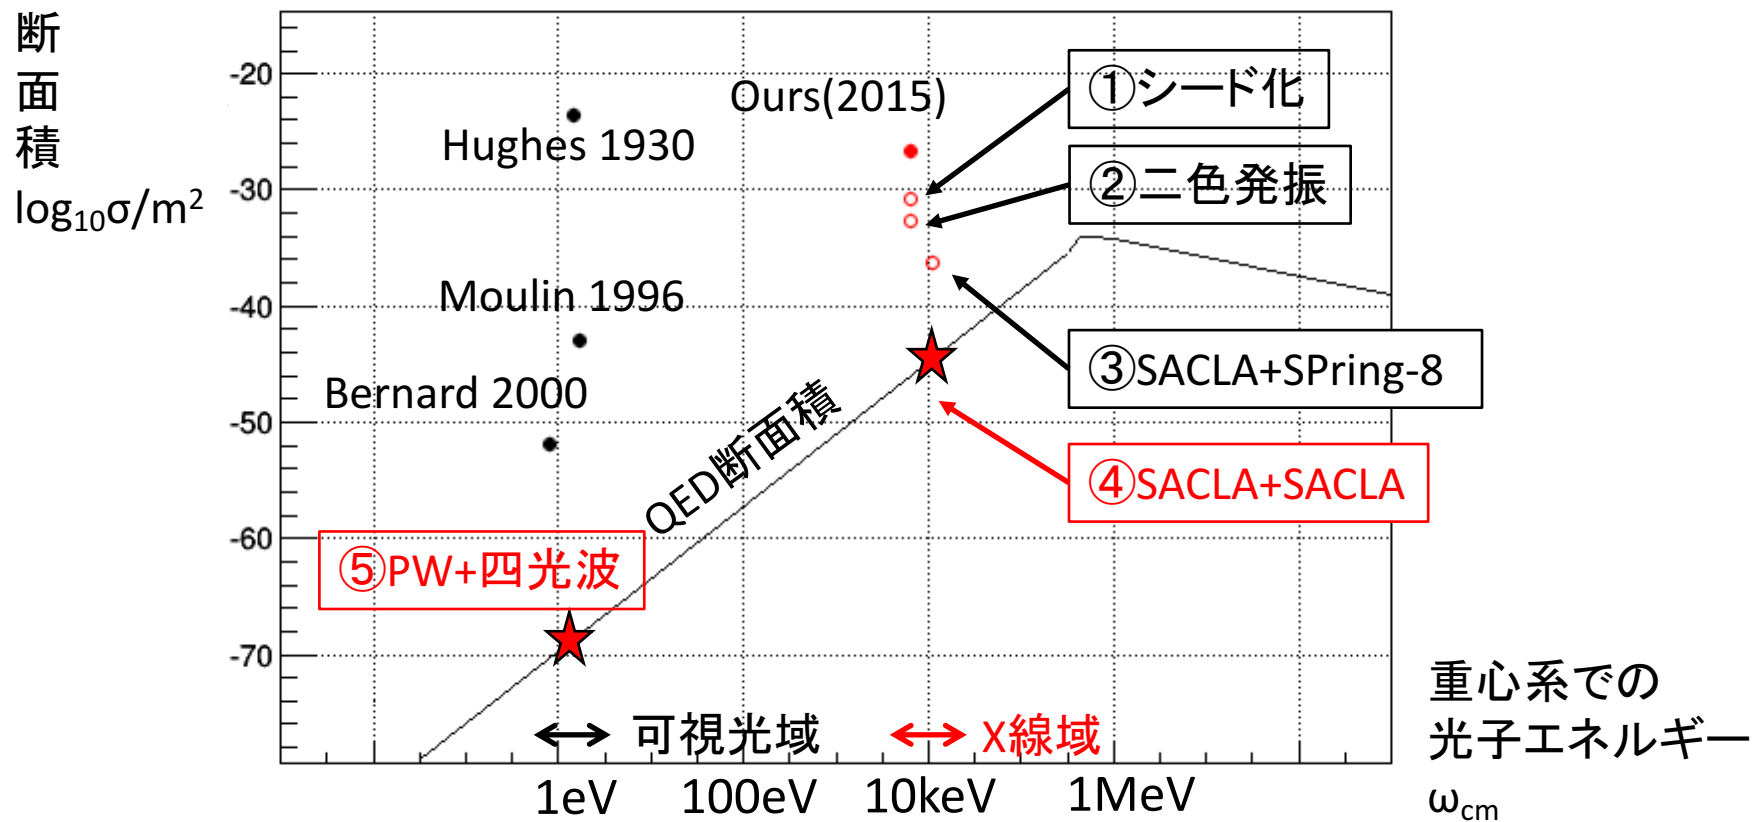 断
面
積
log₁₀σ/m²
-20
-30
-40
-50
-60
-70
Hughes 1930
Ours(2015)
①シード化
②二色発振
Moulin 1996
③SACLA+SPring-8
Bernard 2000
QED断面積
④SACLA+SACLA
⑤PW+四光波
可視光域
X線域
1eV
100eV
10keV
1MeV
重心系での
光子エネルギー
ω_cm